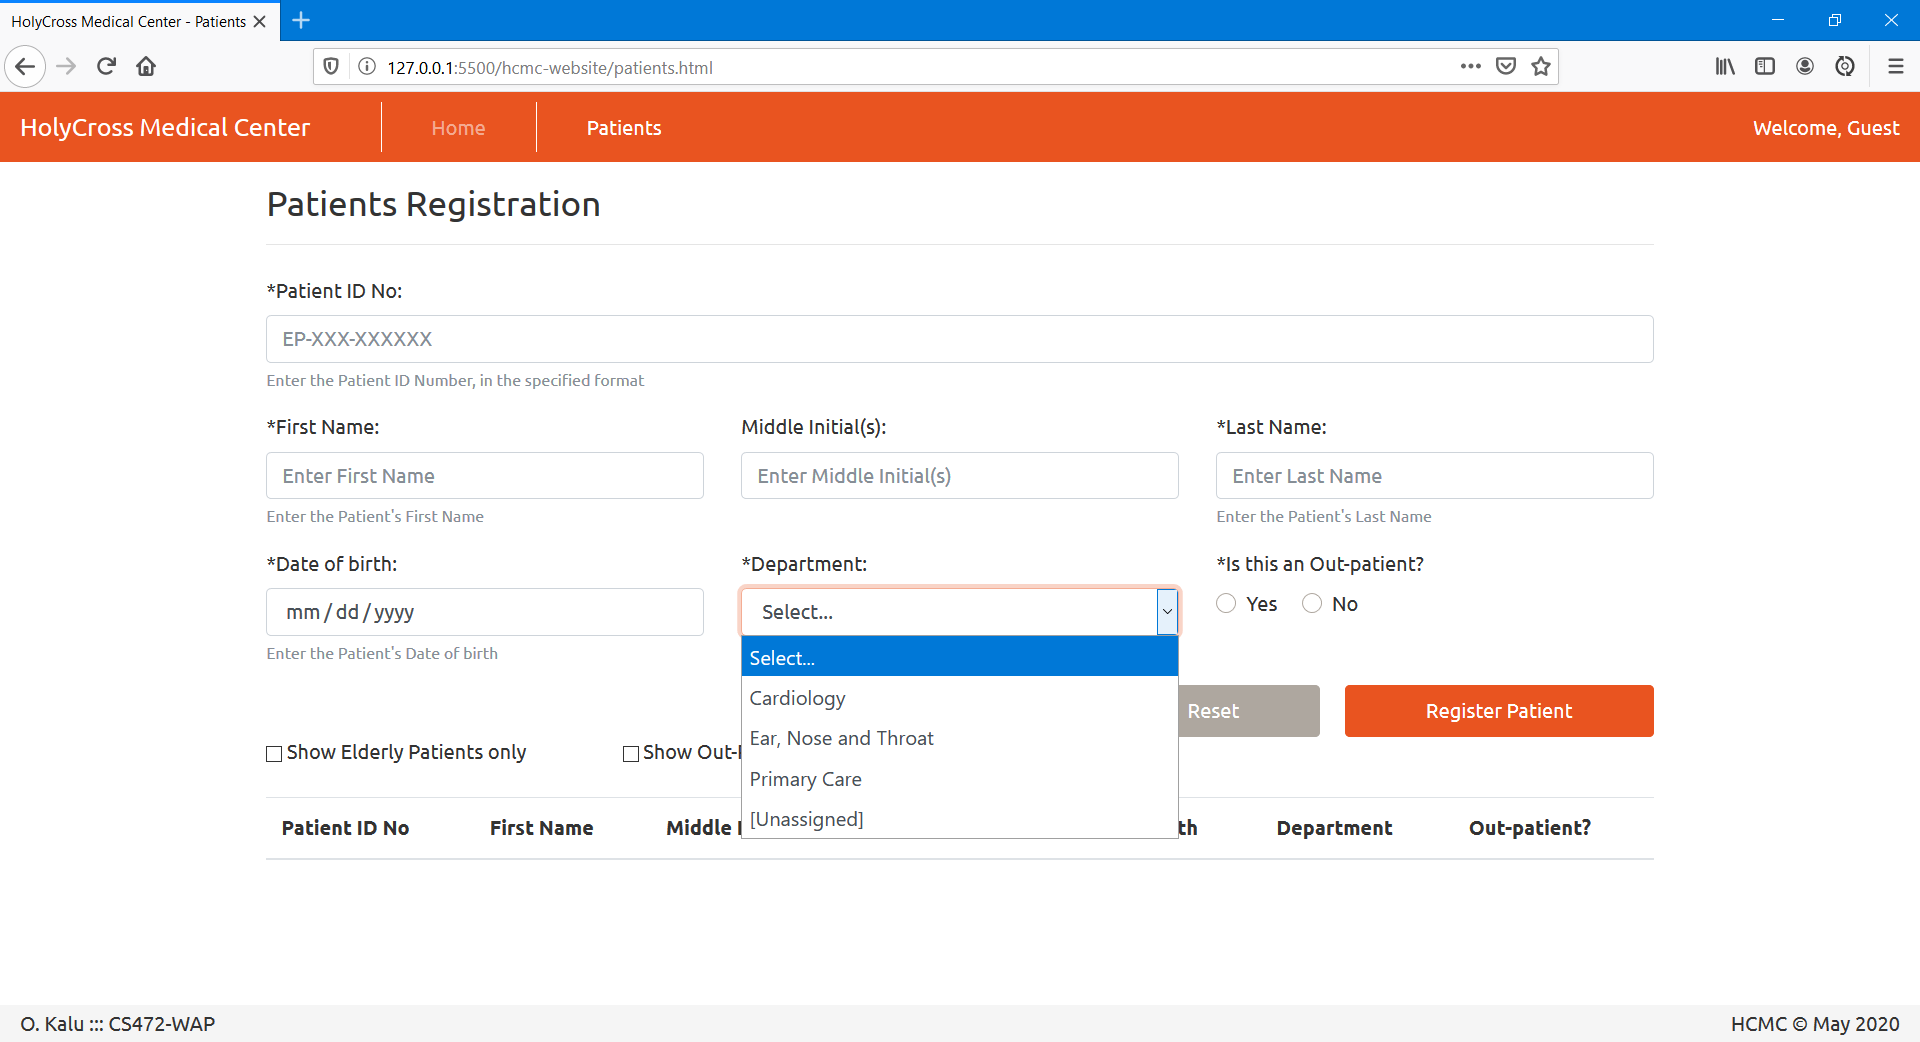 HolyCross Medical Center - Patients
127.0.0.1:5500/hcmc-website/patients.html
HolyCross Medical Center
Home
Patients
Welcome, Guest
Patients Registration
*Patient ID No:
EP-XXX-XXXXXX
Enter the Patient ID Number, in the specified format
*First Name:
Middle Initial(s):
*Last Name:
Enter First Name
Enter Middle Initial(s)
Enter Last Name
Enter the Patient's First Name
Enter the Patient's Last Name
*Date of birth:
*Department:
*Is this an Out-patient?
mm / dd / yyyy
Select...
Yes
No
Enter the Patient's Date of birth
Select...
Cardiology
Ear, Nose and Throat
Primary Care
[Unassigned]
Reset
Register Patient
Show Elderly Patients only
Show Out-
Patient ID No
First Name
Middle
th
Department
Out-patient?
O. Kalu ::: CS472-WAP
HCMC © May 2020